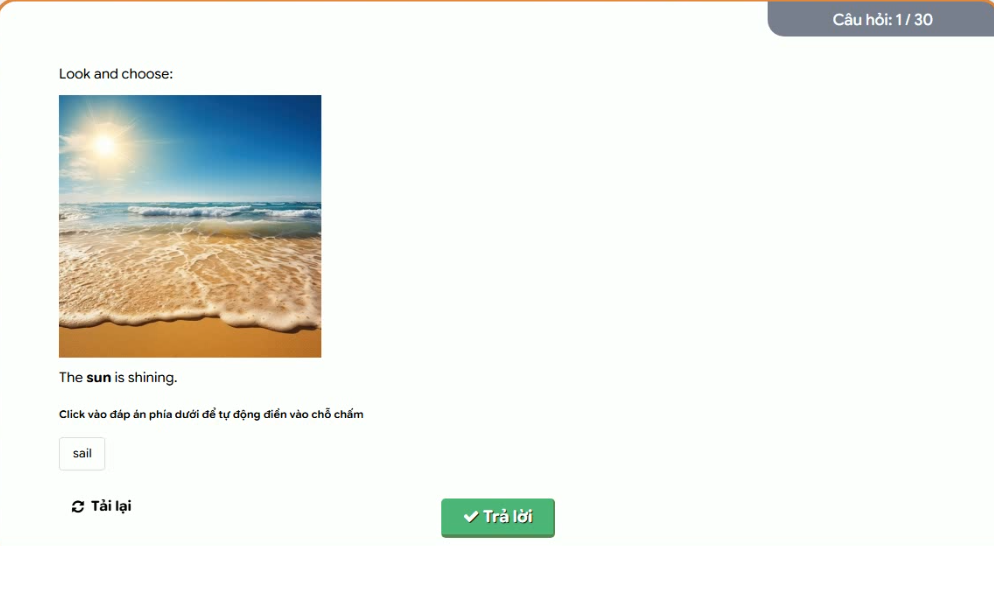 Câu hỏi: 1 / 30
Look and choose:
The sun is shining.
Click vào đáp án phía dưới để tự động điền vào chỗ chấm
sail
Tải lại
Trả lời